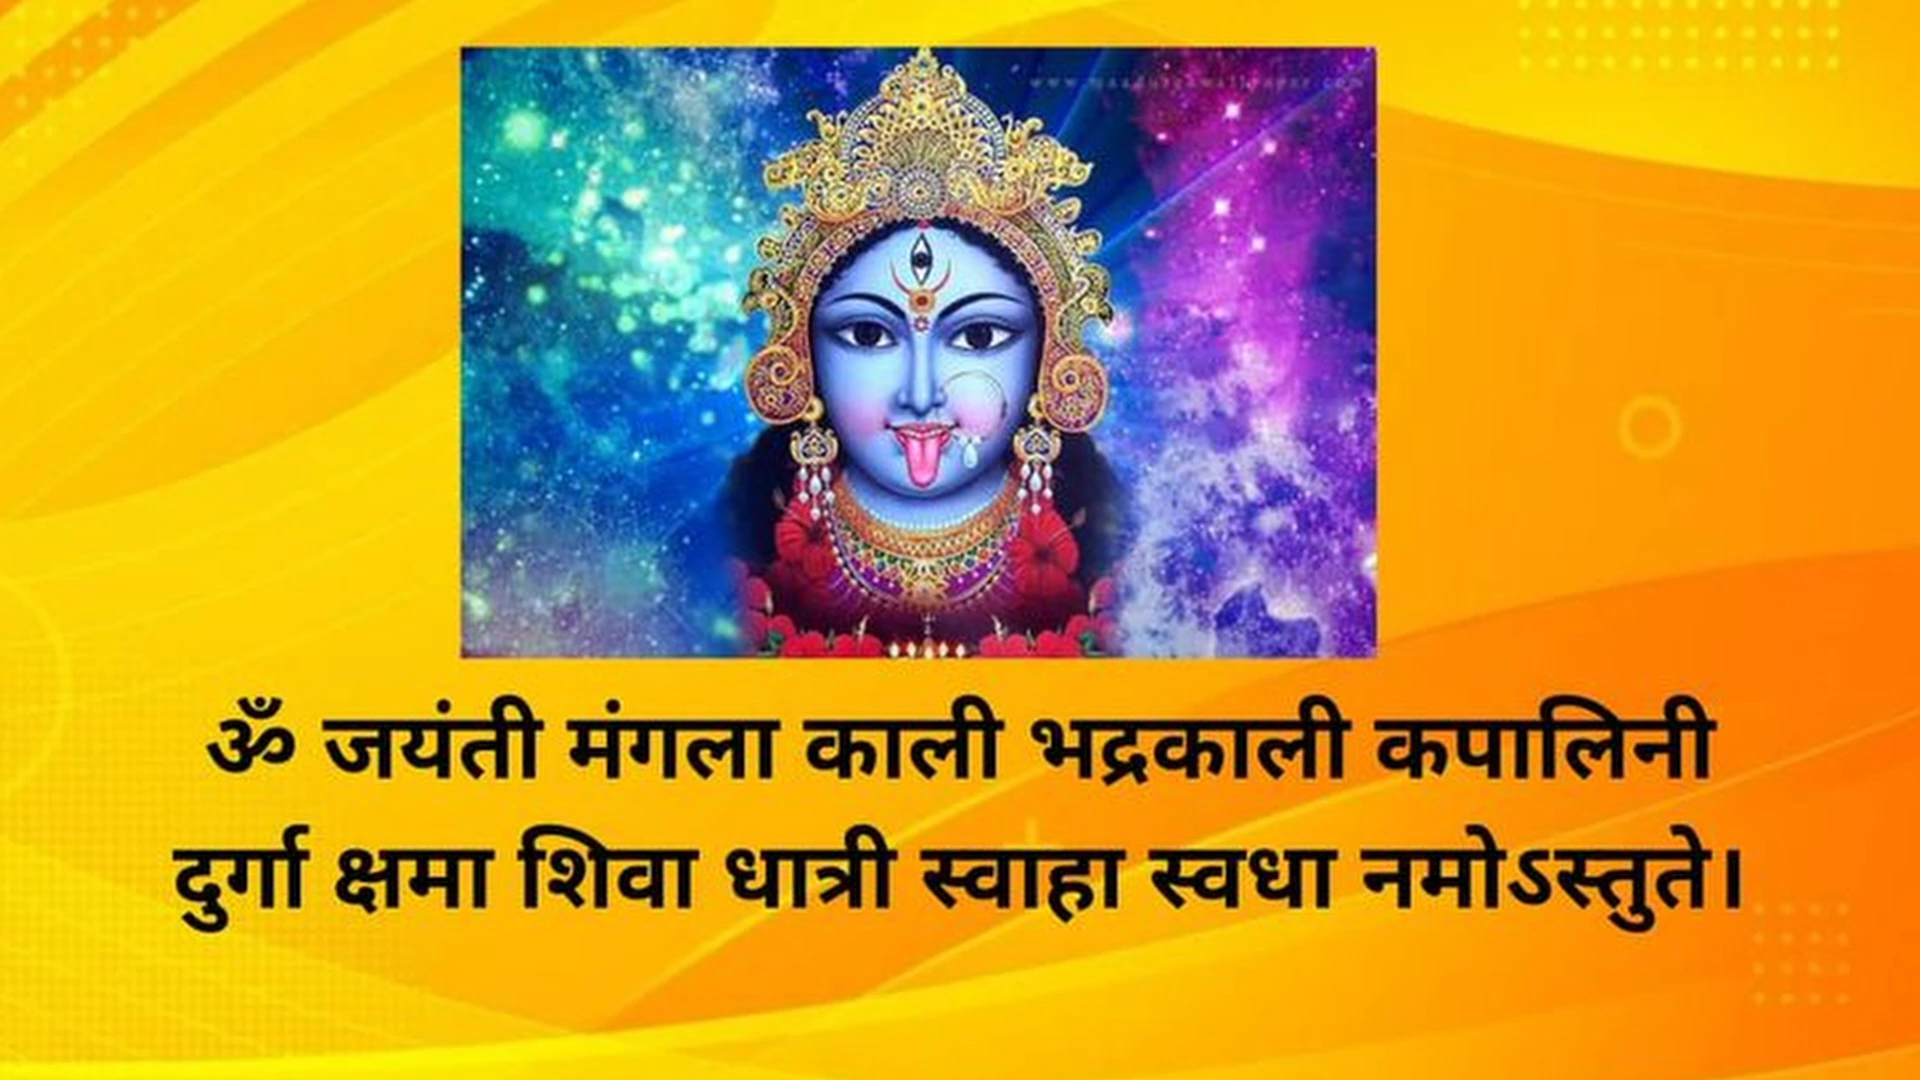 ॐ जयंती मंगला काली भद्रकाली कपालिनी
दुर्गा क्षमा शिवा धात्री स्वाहा स्वधा नमोऽस्तुते।